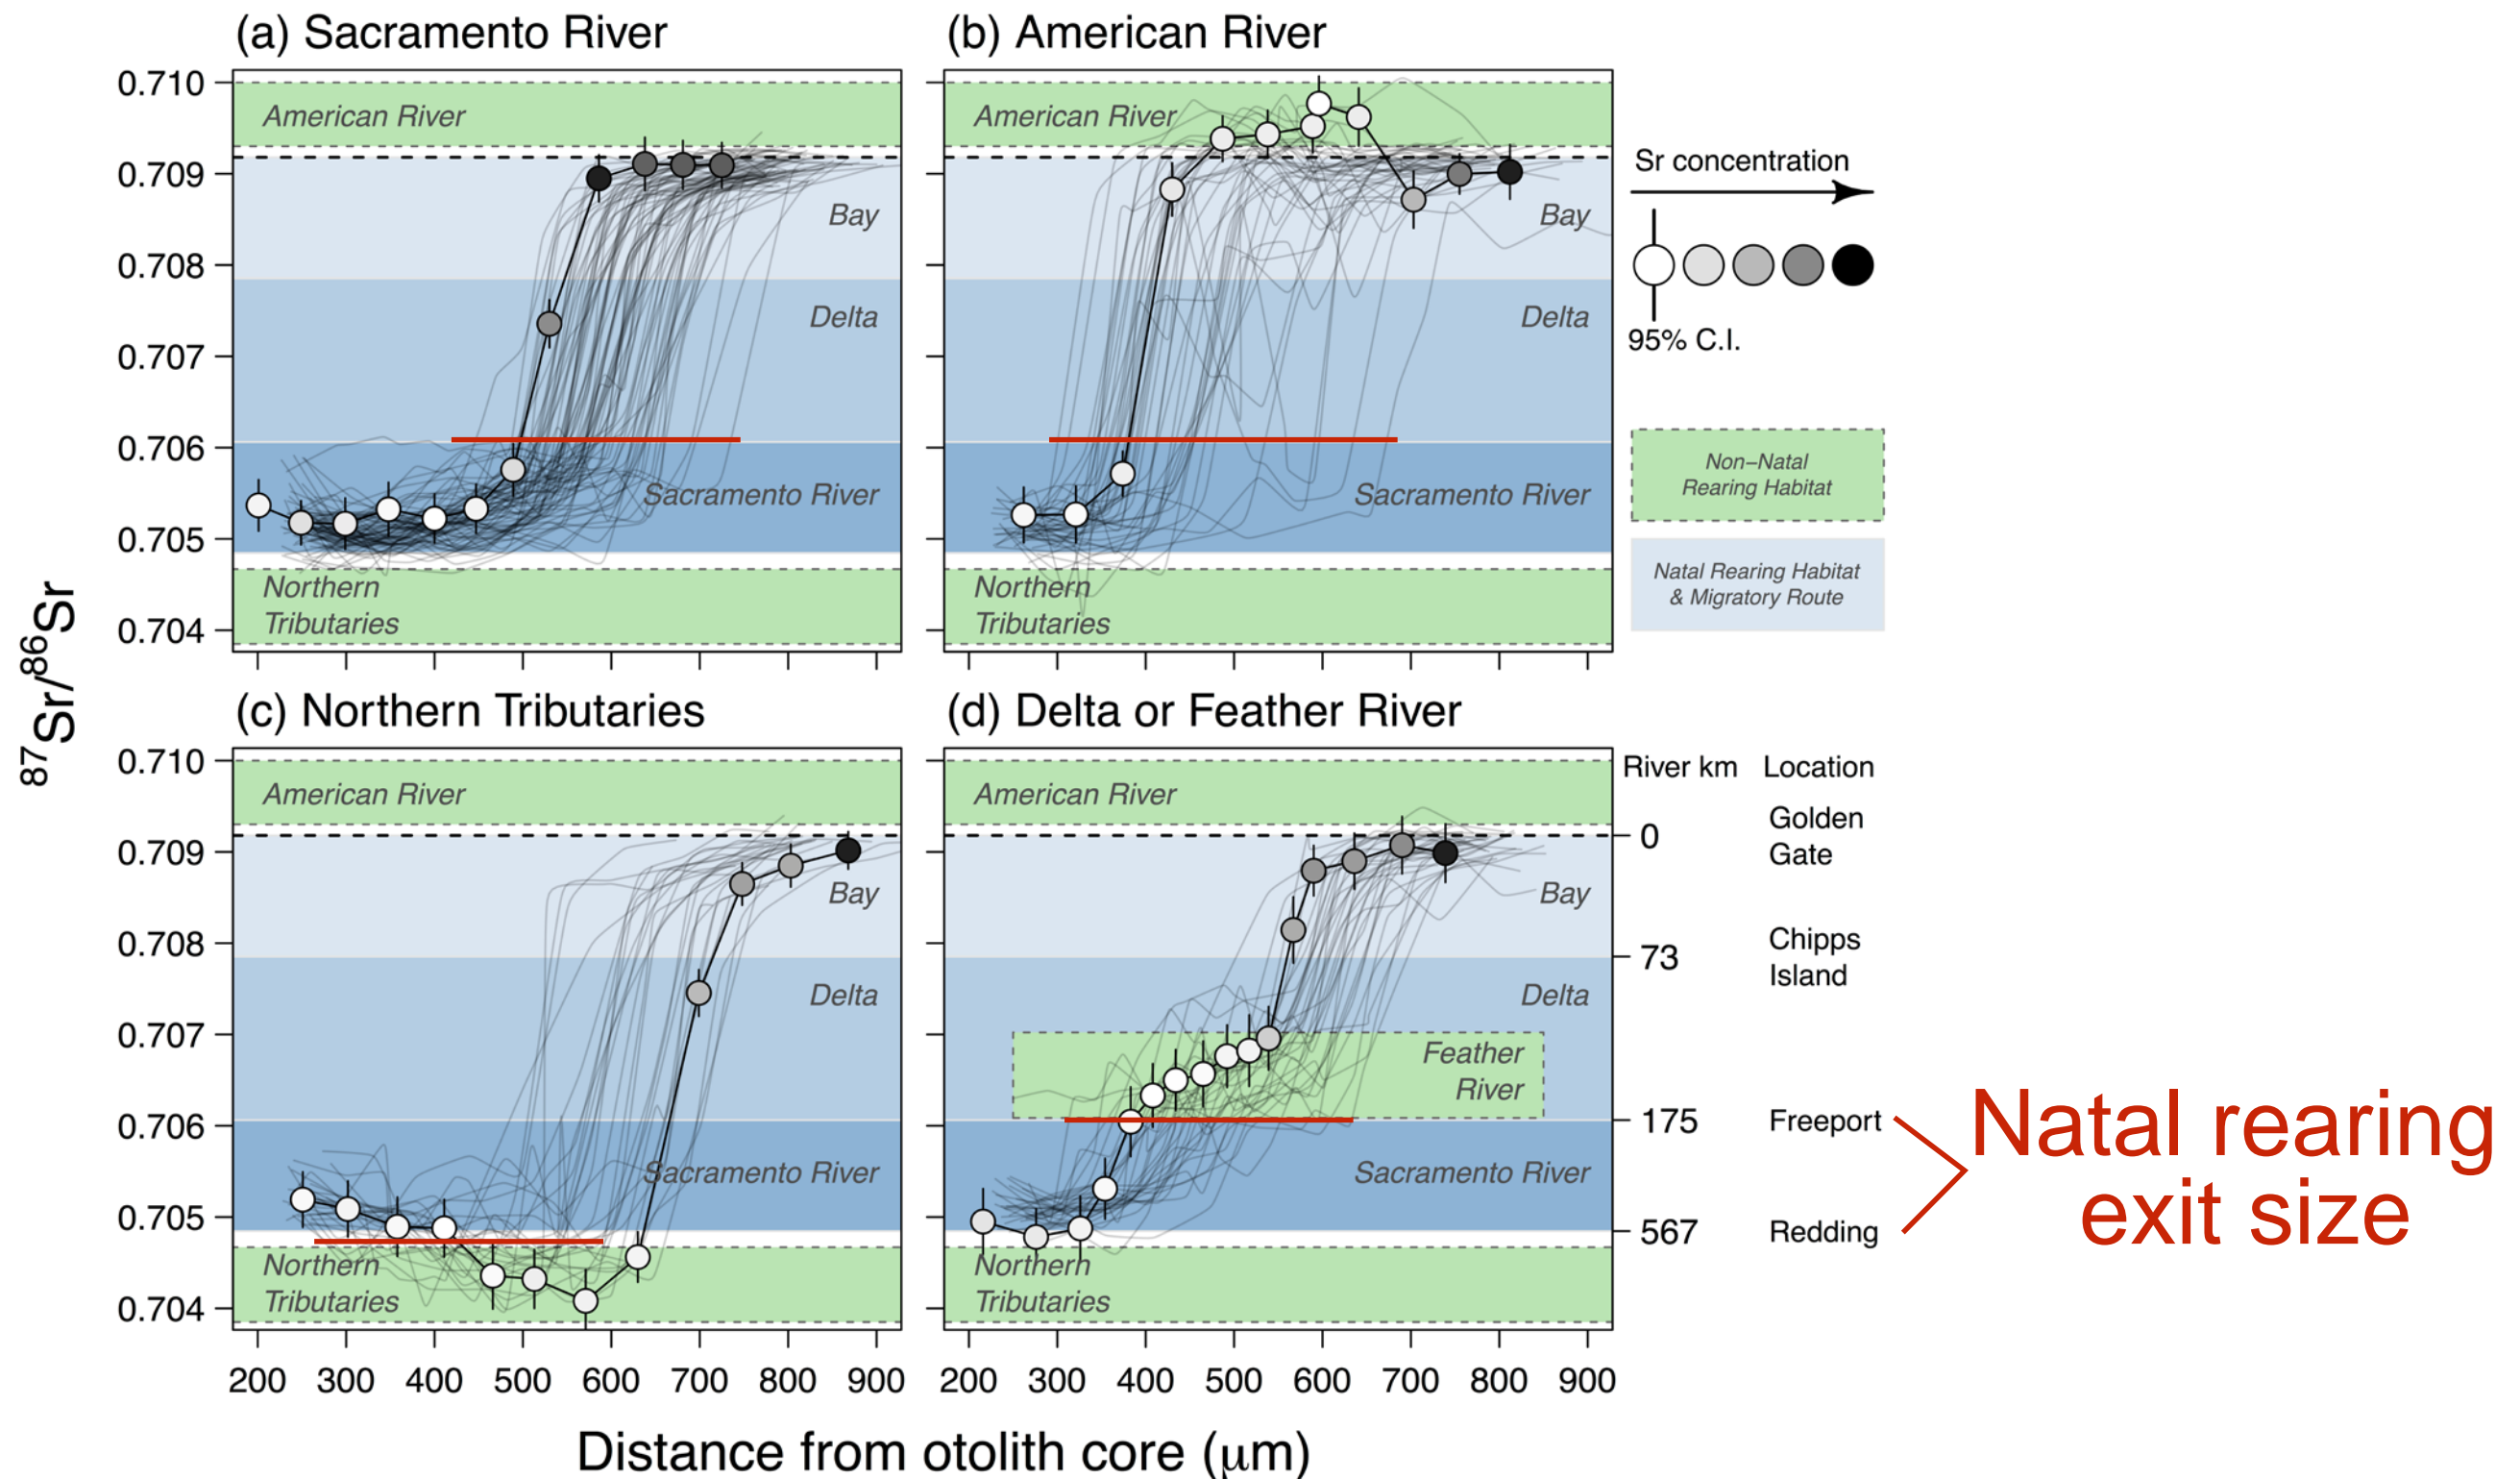 (a) Sacramento River
(b) American River
0.710
0.709
0.708
0.707
0.706
0.705
0.704
American River
Bay
Delta
Sacramento River
Northern
Tributaries
American River
Bay
Delta
Sacramento River
Northern
Tributaries
Sr concentration
95% C.I.
Non–Natal
Rearing Habitat
Natal Rearing Habitat
& Migratory Route
87Sr/86Sr
(c) Northern Tributaries
(d) Delta or Feather River
0.710
0.709
0.708
0.707
0.706
0.705
0.704
American River
Bay
Delta
Sacramento River
Northern
Tributaries
200 300 400 500 600 700 800 900
American River
Bay
Delta
Feather
River
Sacramento River
Northern
Tributaries
200 300 400 500 600 700 800 900
River km Location
0 Golden
Gate
73 Chipps
Island
175 Freeport
567 Redding
Natal rearing
exit size
Distance from otolith core (μm)